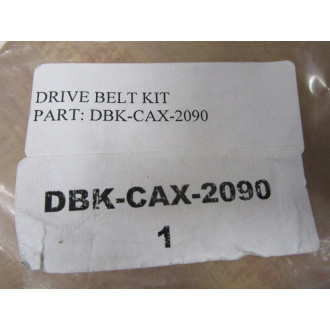 DRIVE BELT KIT
PART: DBK-CAX-2090
DBK-CAX-2090
1